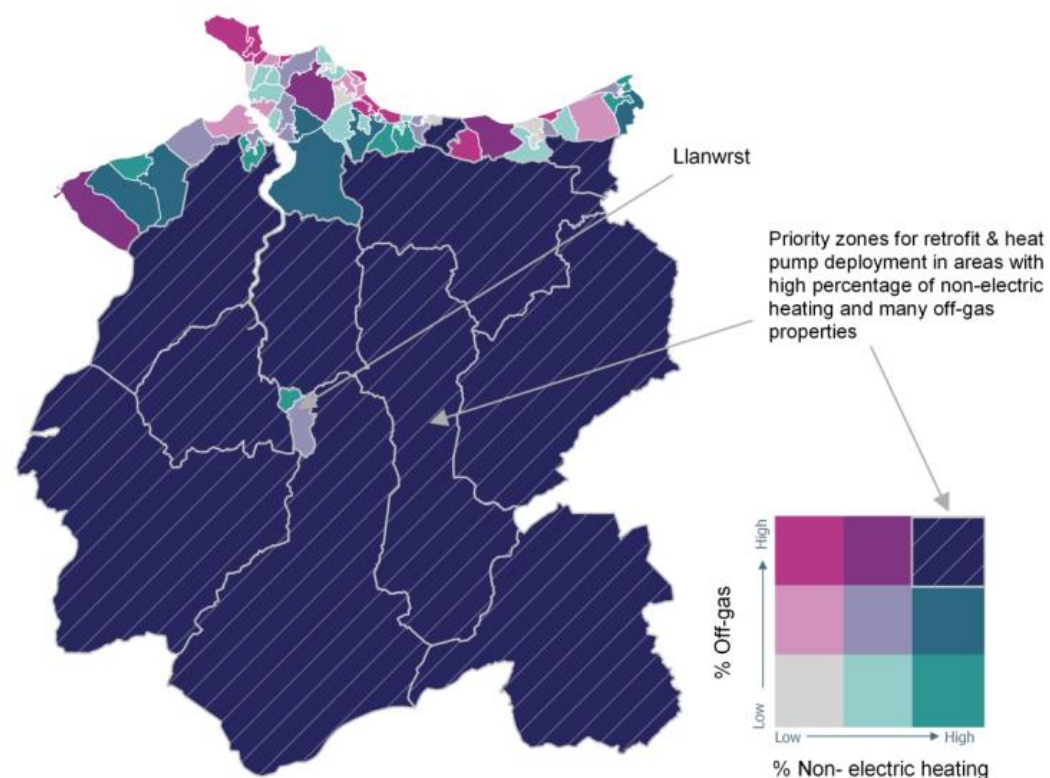 Llanwrst
Priority zones for retrofit & heat
pump deployment in areas with
high percentage of non-electric
heating and many off-gas
properties
High
% Off-gas
Low
Low
High
% Non- electric heating